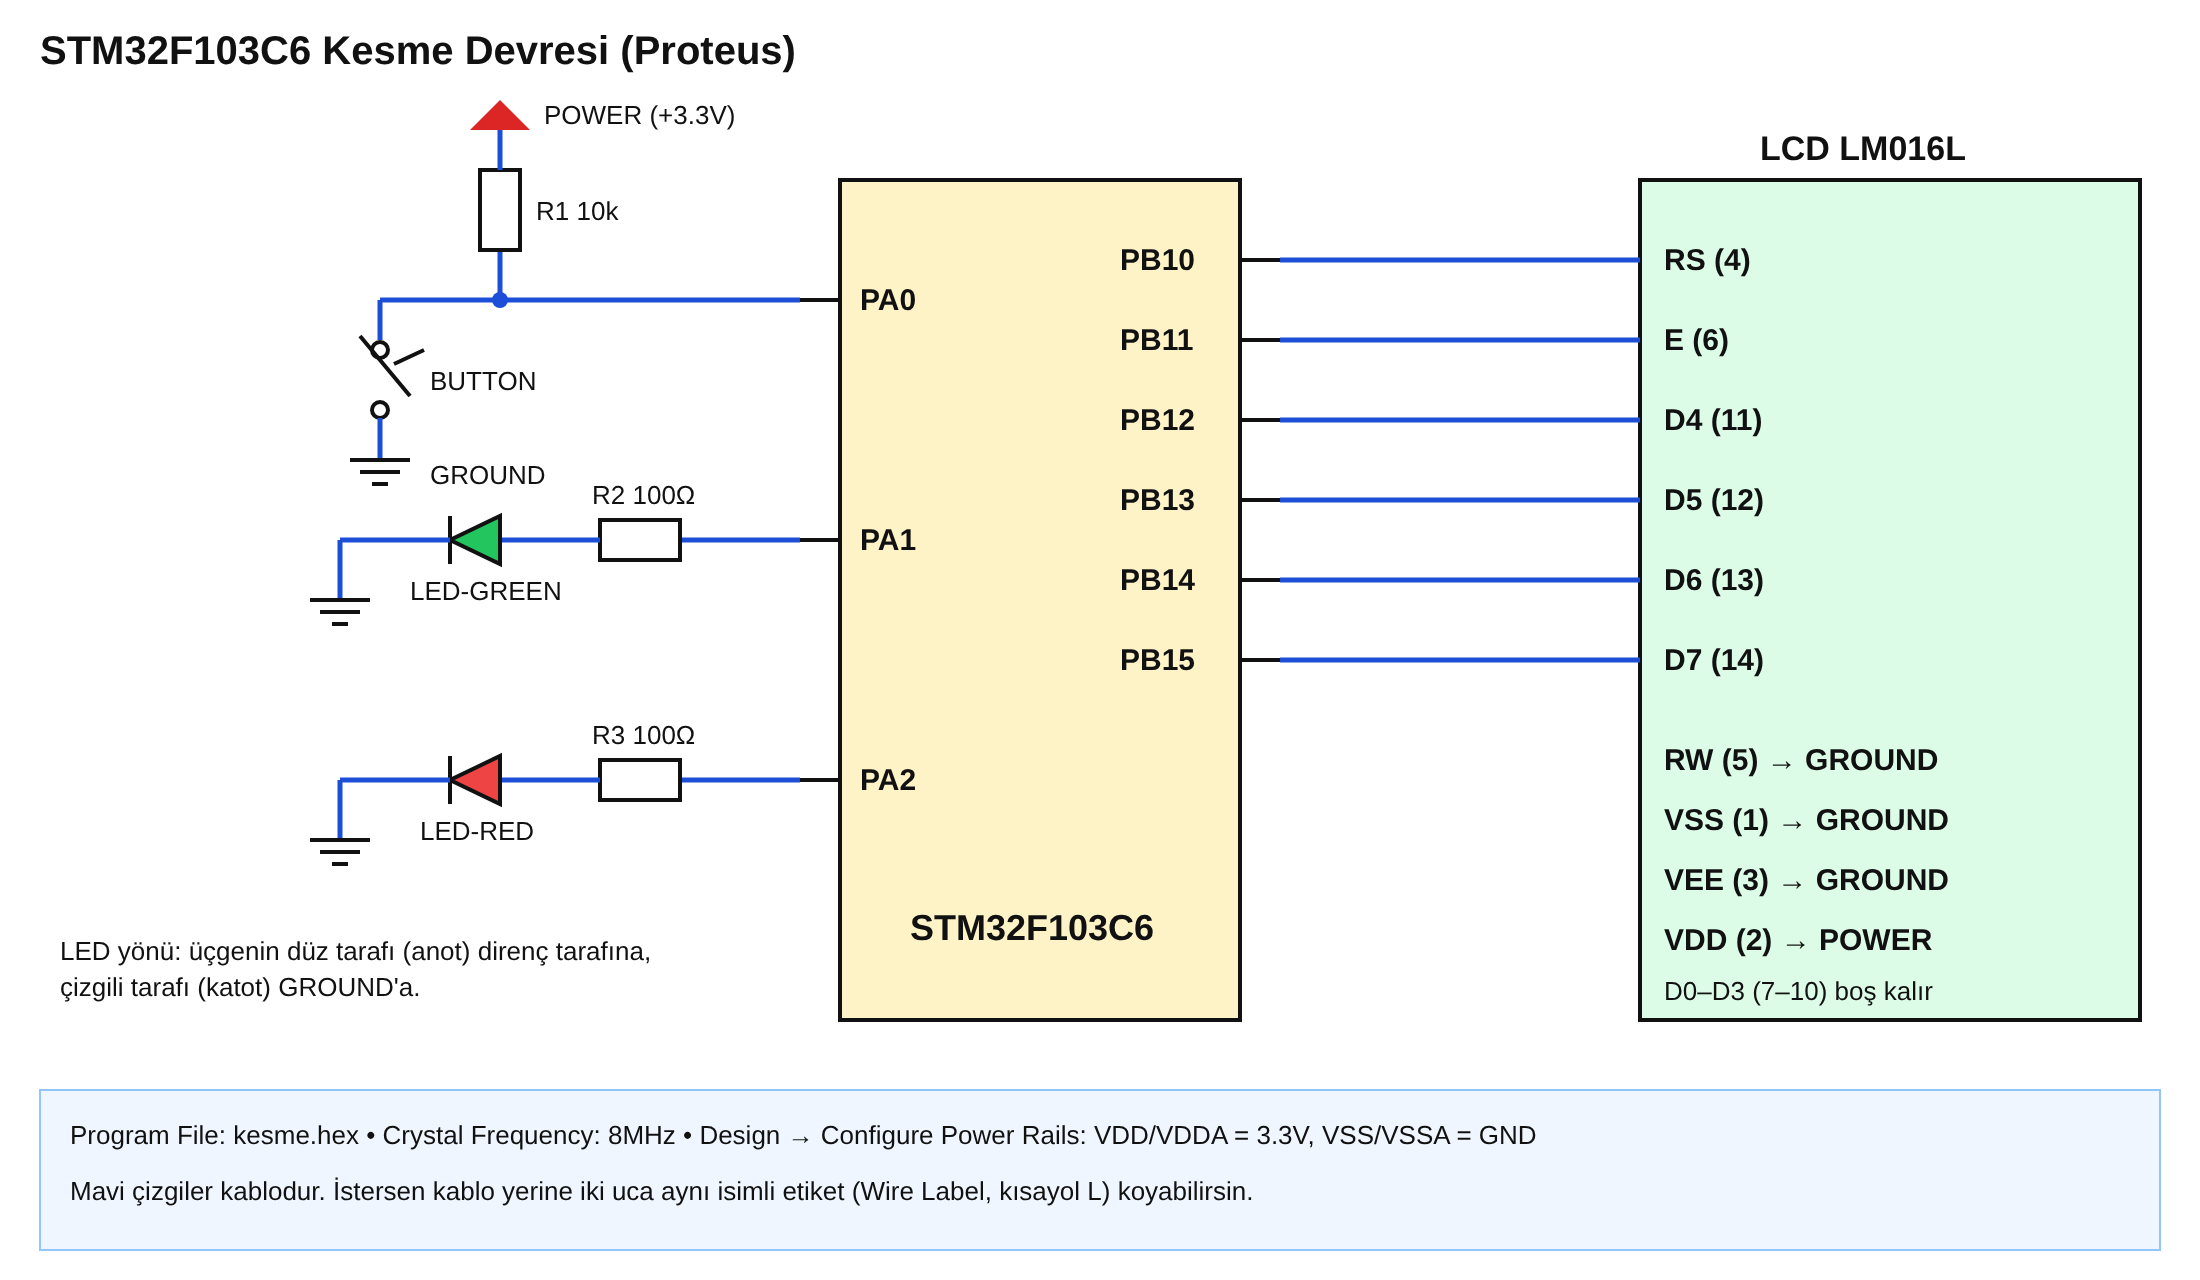 STM32F103C6 Kesme Devresi (Proteus)
POWER (+3.3V)
R1 10k
BUTTON
GROUND
R2 100Ω
LED-GREEN
R3 100Ω
LED-RED
LED yönü: üçgenin düz tarafı (anot) direnç tarafına,
çizgili tarafı (katot) GROUND'a.
PA0
PA1
PA2
PB10
PB11
PB12
PB13
PB14
PB15
STM32F103C6
LCD LM016L
RS (4)
E (6)
D4 (11)
D5 (12)
D6 (13)
D7 (14)
RW (5) → GROUND
VSS (1) → GROUND
VEE (3) → GROUND
VDD (2) → POWER
D0–D3 (7–10) boş kalır
Program File: kesme.hex • Crystal Frequency: 8MHz • Design → Configure Power Rails: VDD/VDDA = 3.3V, VSS/VSSA = GND
Mavi çizgiler kablodur. İstersen kablo yerine iki uca aynı isimli etiket (Wire Label, kısayol L) koyabilirsin.